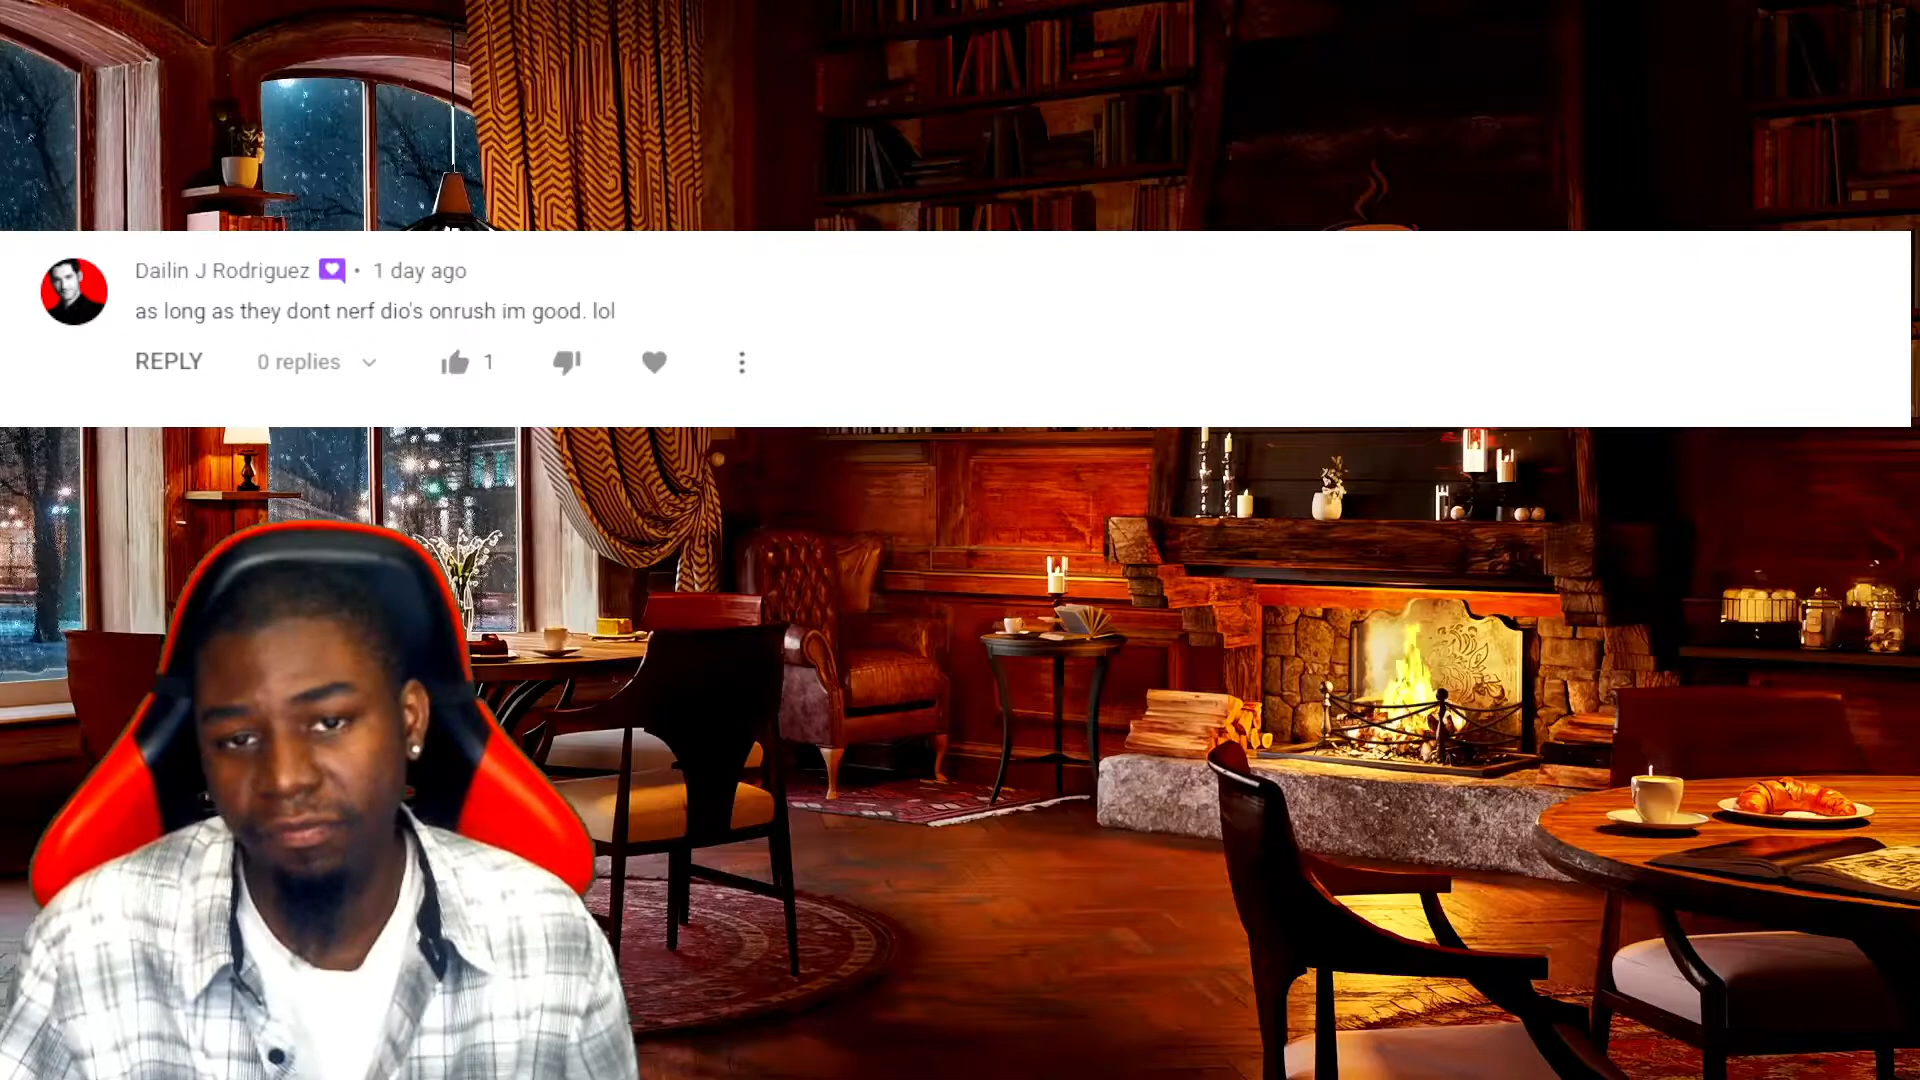 Dailin J Rodriguez • 1 day ago
as long as they dont nerf dio's onrush im good. lol
REPLY 0 replies 1